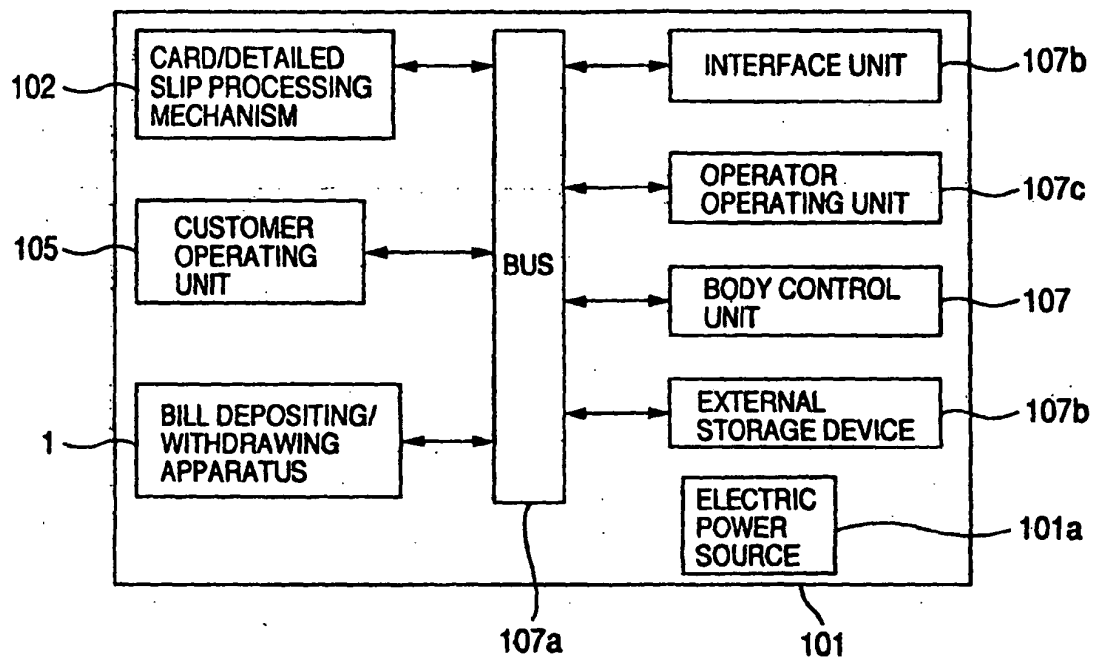 102
CARD/DETAILED
SLIP PROCESSING
MECHANISM
105
CUSTOMER
OPERATING
UNIT
1
BILL DEPOSITING/
WITHDRAWING
APPARATUS
BUS
107a
INTERFACE UNIT
107b
OPERATOR
OPERATING UNIT
107c
BODY CONTROL
UNIT
107
EXTERNAL
STORAGE DEVICE
107b
ELECTRIC
POWER
SOURCE
101a
101